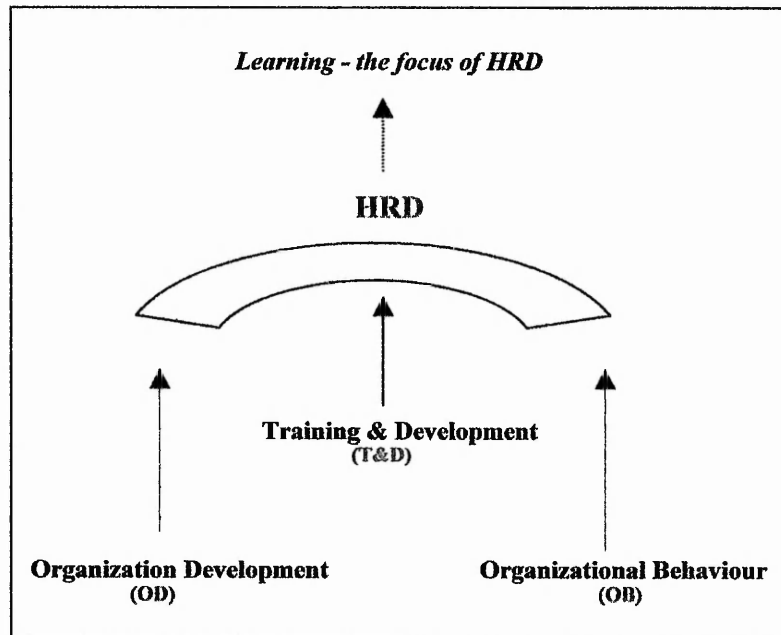 Learning - the focus of HRD
HRD
Training & Development
(T&D)
Organization Development
(OD)
Organizational Behaviour
(OB)